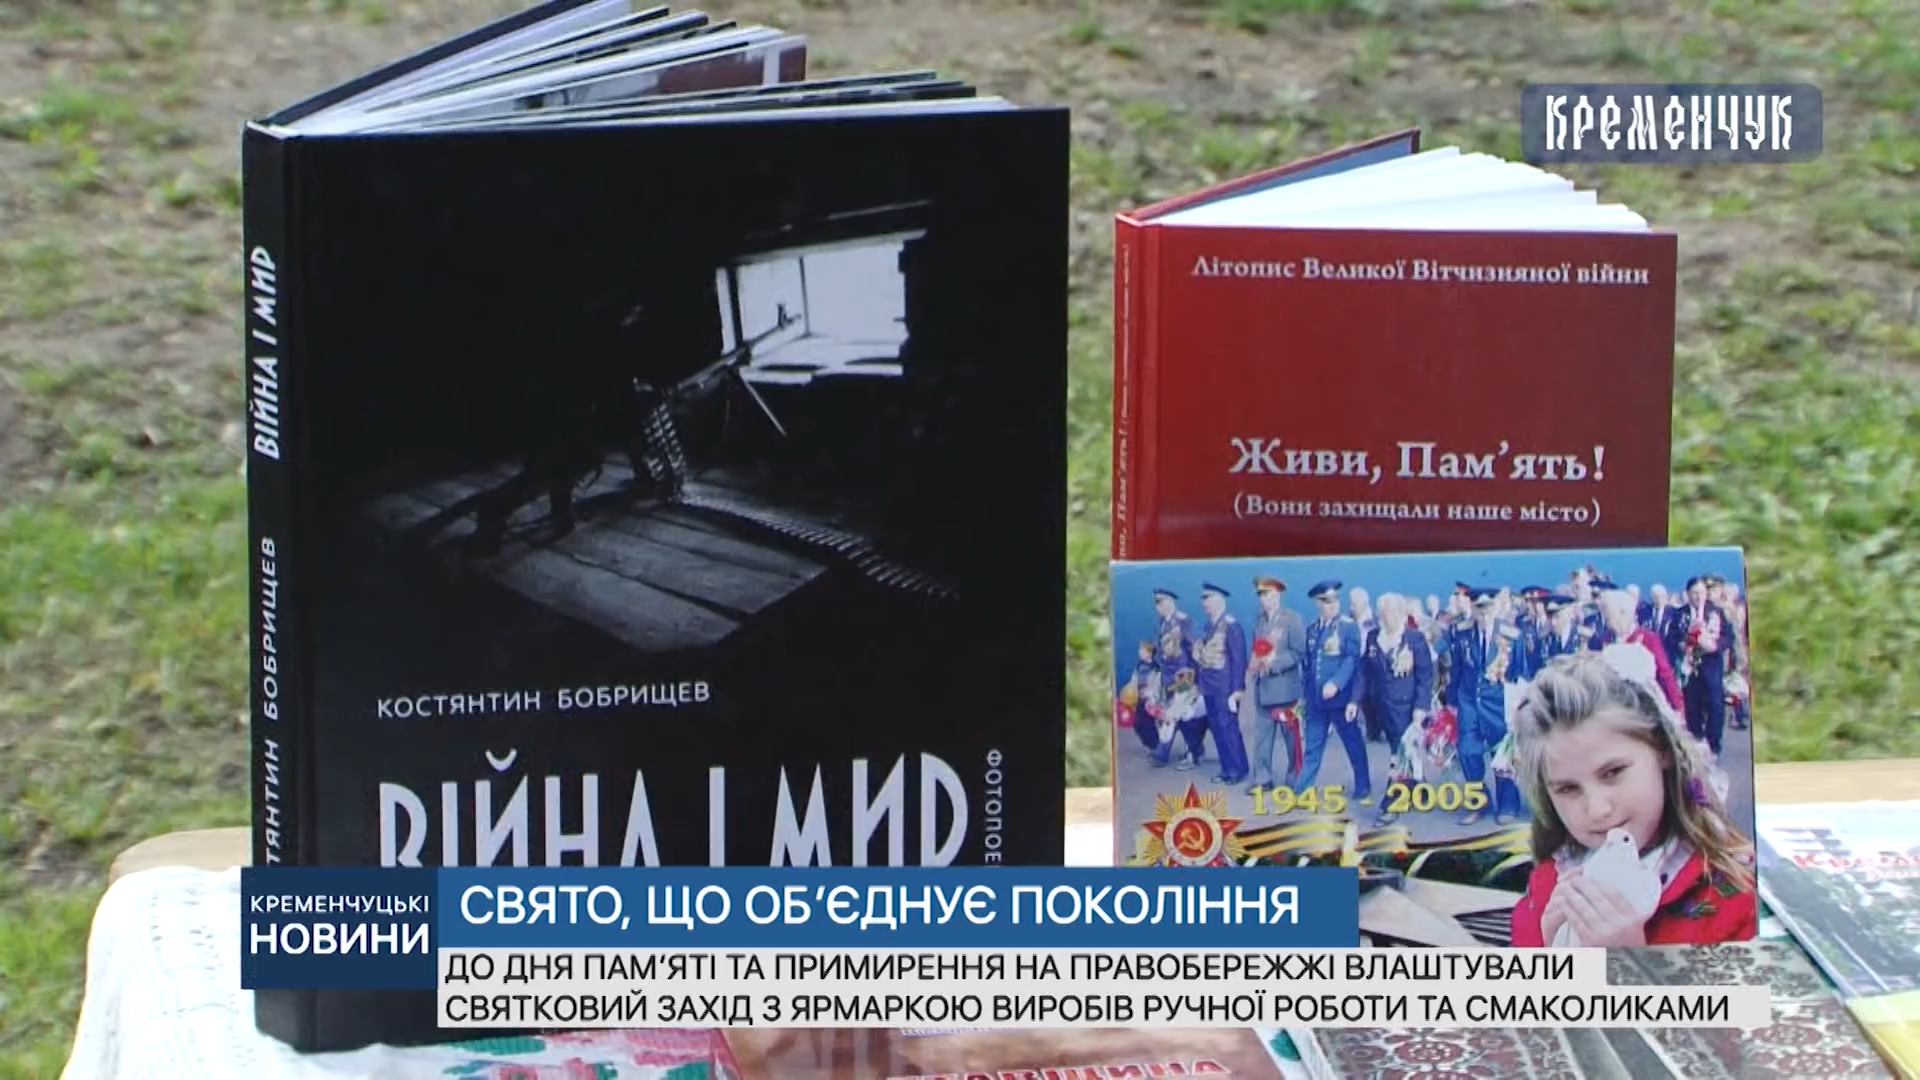 КРЕМЕНЧУК
ВІЙНА І МИР
БОБРИЩЕВ
КОСТЯНТИН БОБРИЩЕВ
ВІЙНА І МИР
Літопис Великої Вітчизняної війни
Живи, Пам’ять!
(Вони захищали наше місто)
1945 - 2005
КРЕМЕНЧУЦЬКІ
НОВИНИ
СВЯТО, ЩО ОБ‘ЄДНУЄ ПОКОЛІННЯ
ДО ДНЯ ПАМ‘ЯТІ ТА ПРИМИРЕННЯ НА ПРАВОБЕРЕЖЖІ ВЛАШТУВАЛИ
СВЯТКОВИЙ ЗАХІД З ЯРМАРКОЮ ВИРОБІВ РУЧНОЇ РОБОТИ ТА СМАКОЛИКАМИ